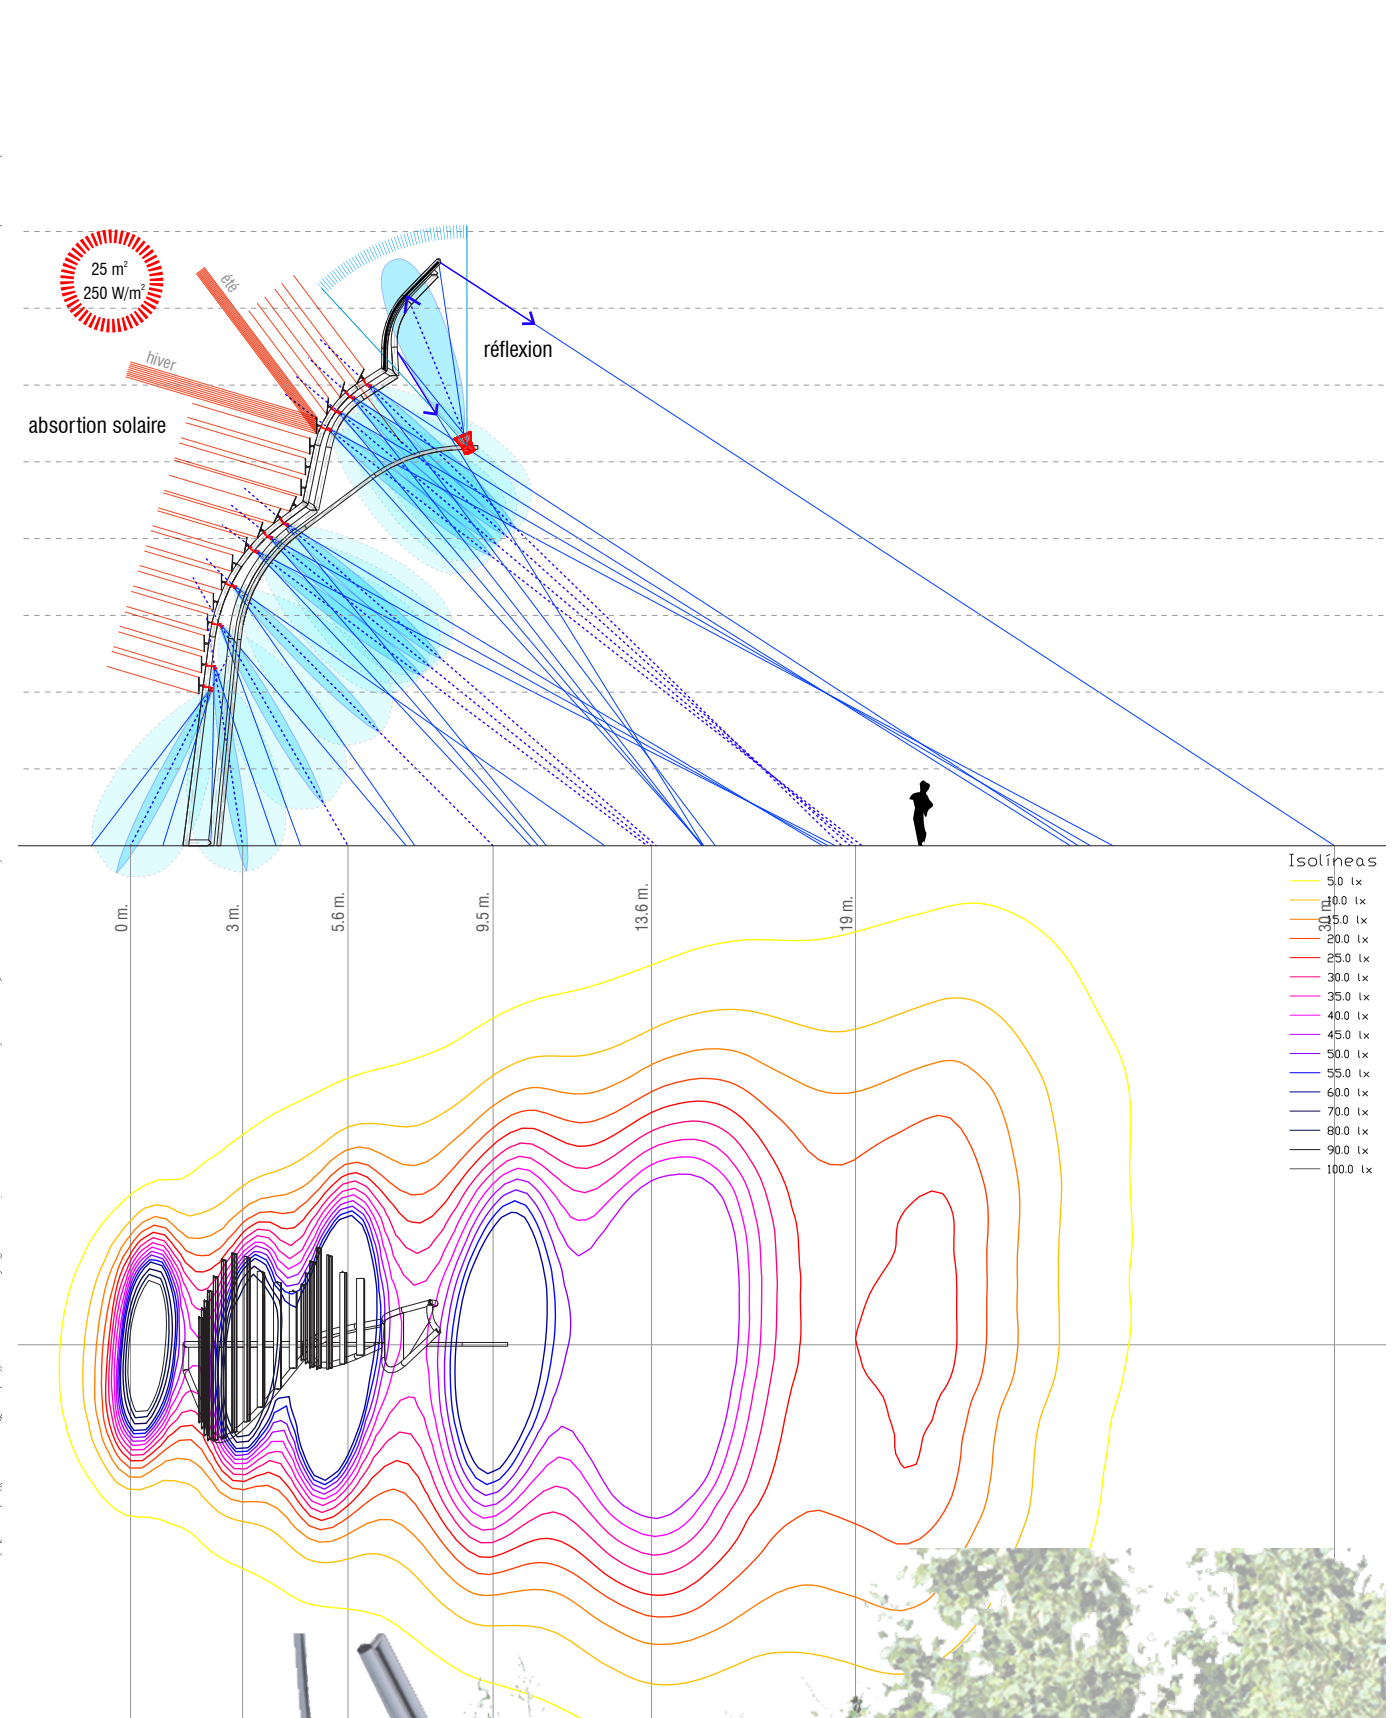 25 m²
250 W/m²
été
hiver
réflexion
absortion solaire
0 m.
3 m.
5.6 m.
9.5 m.
13.6 m.
19 m.
30 m.
Isolíneas
5.0 lx
10.0 lx
15.0 lx
20.0 lx
25.0 lx
30.0 lx
35.0 lx
40.0 lx
45.0 lx
50.0 lx
55.0 lx
60.0 lx
70.0 lx
80.0 lx
90.0 lx
100.0 lx